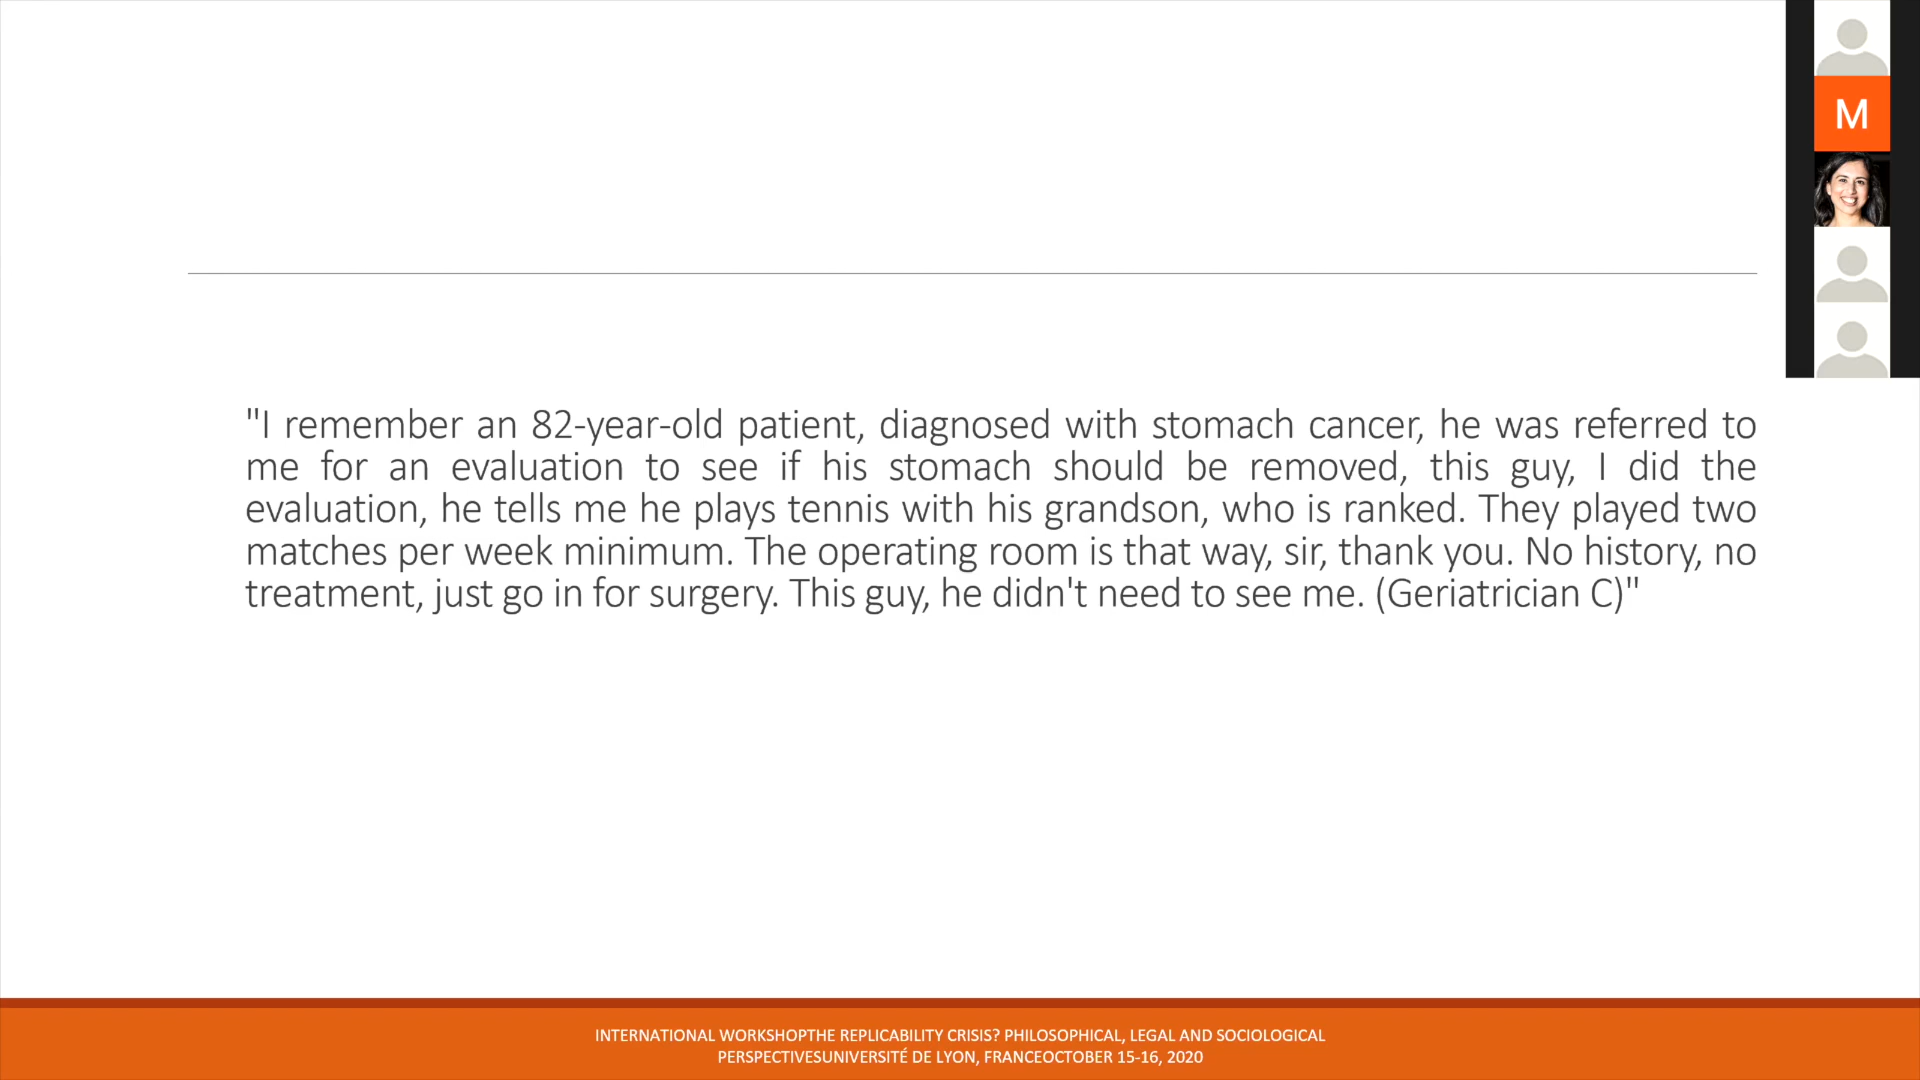 M
"I remember an 82-year-old patient, diagnosed with stomach cancer, he was referred to
me for an evaluation to see if his stomach should be removed, this guy, I did the
evaluation, he tells me he plays tennis with his grandson, who is ranked. They played two
matches per week minimum. The operating room is that way, sir, thank you. No history, no
treatment, just go in for surgery. This guy, he didn't need to see me. (Geriatrician C)"
INTERNATIONAL WORKSHOPTHE REPLICABILITY CRISIS? PHILOSOPHICAL, LEGAL AND SOCIOLOGICAL
PERSPECTIVESUNIVERSITÉ DE LYON, FRANCEOCTOBER 15-16, 2020